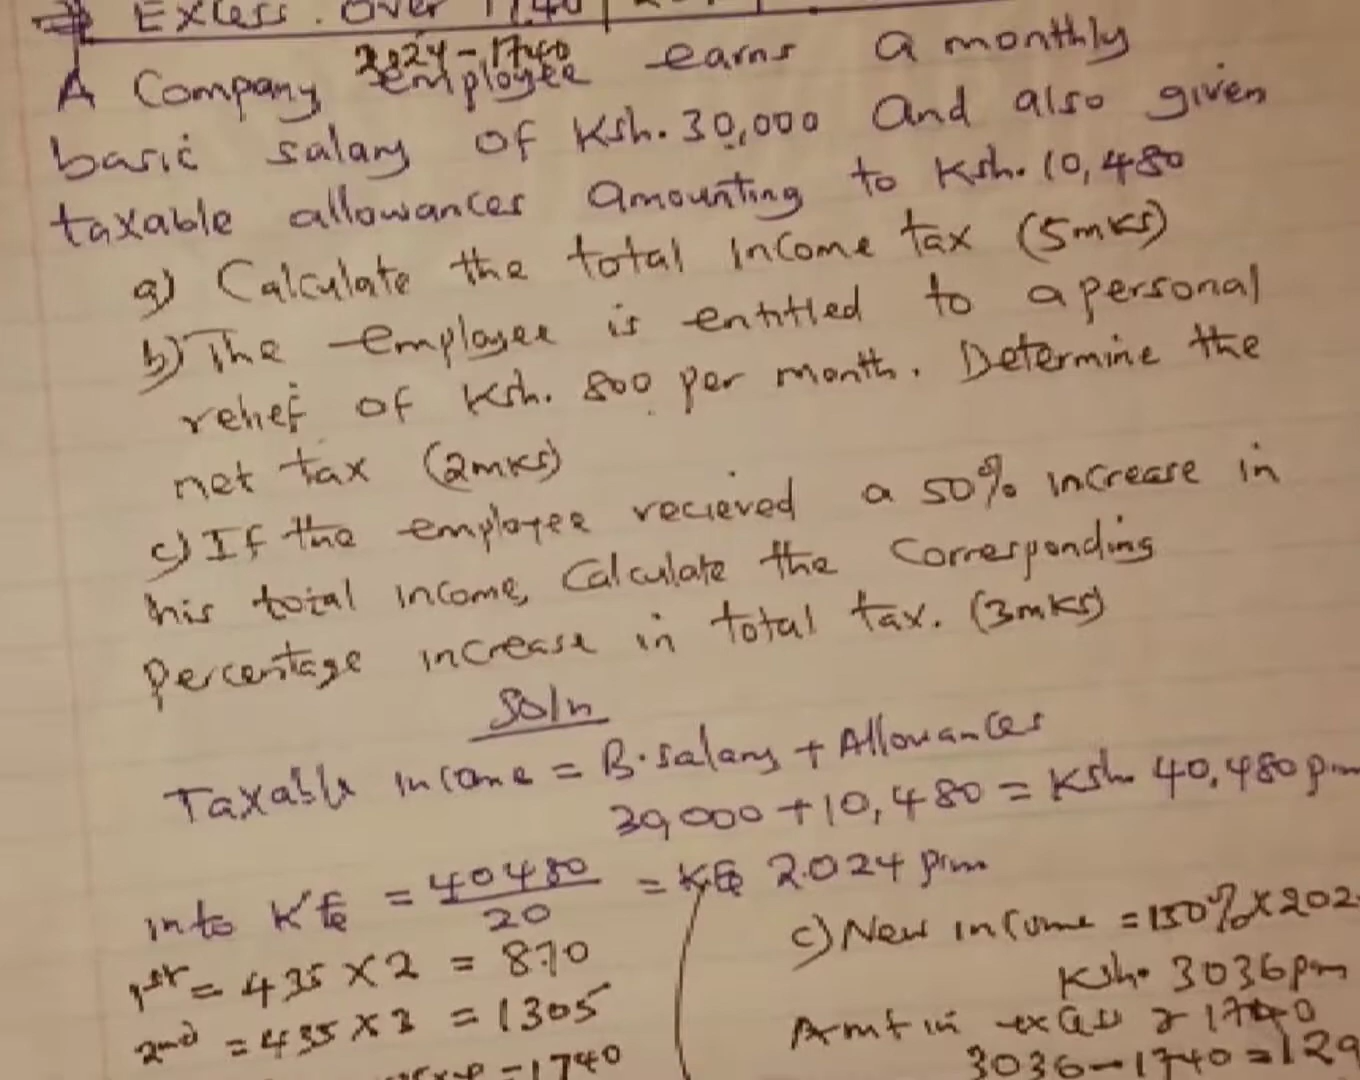 Excess. Over 1740
2024-1740
A Company employee earns a monthly
basic salary of Ksh. 30,000 and also given
taxable allowances amounting to Ksh. 10,480
a) Calculate the total income tax (5mks)
b) The employee is entitled to a personal
relief of Ksh. 800 per month. Determine the
net tax (2mks)
c) If the employee recieved a 50% increase in
his total income, Calculate the Corresponding
Percentage increase in total tax. (3mks)
Soln
Taxable income = B. Salary + Allowances
30,000 + 10,480 = Ksh 40,480 pm
into K£ = 40480 / 20 = K£ 2024 p.m
1st = 435 X 2 = 870
2nd = 435 X 3 = 1305
= 1740
c) New income = 150% X 202
Ksh. 3036 pm
Amt in 1740
3036 - 1740 = 129